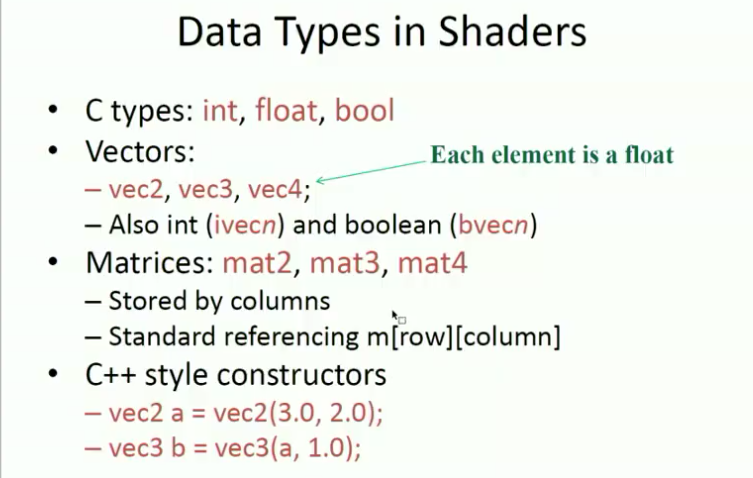 Data Types in Shaders
• C types: int, float, bool
• Vectors:
Each element is a float
– vec2, vec3, vec4;
– Also int (ivecn) and boolean (bvecn)
• Matrices: mat2, mat3, mat4
– Stored by columns
– Standard referencing m[row][column]
• C++ style constructors
– vec2 a = vec2(3.0, 2.0);
– vec3 b = vec3(a, 1.0);